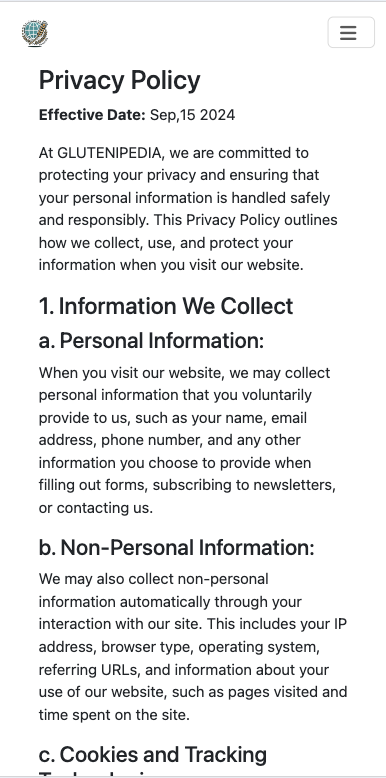 Privacy Policy
Effective Date: Sep,15 2024
At GLUTENIPEDIA, we are committed to
protecting your privacy and ensuring that
your personal information is handled safely
and responsibly. This Privacy Policy outlines
how we collect, use, and protect your
information when you visit our website.
1. Information We Collect
a. Personal Information:
When you visit our website, we may collect
personal information that you voluntarily
provide to us, such as your name, email
address, phone number, and any other
information you choose to provide when
filling out forms, subscribing to newsletters,
or contacting us.
b. Non-Personal Information:
We may also collect non-personal
information automatically through your
interaction with our site. This includes your IP
address, browser type, operating system,
referring URLs, and information about your
use of our website, such as pages visited and
time spent on the site.
c. Cookies and Tracking